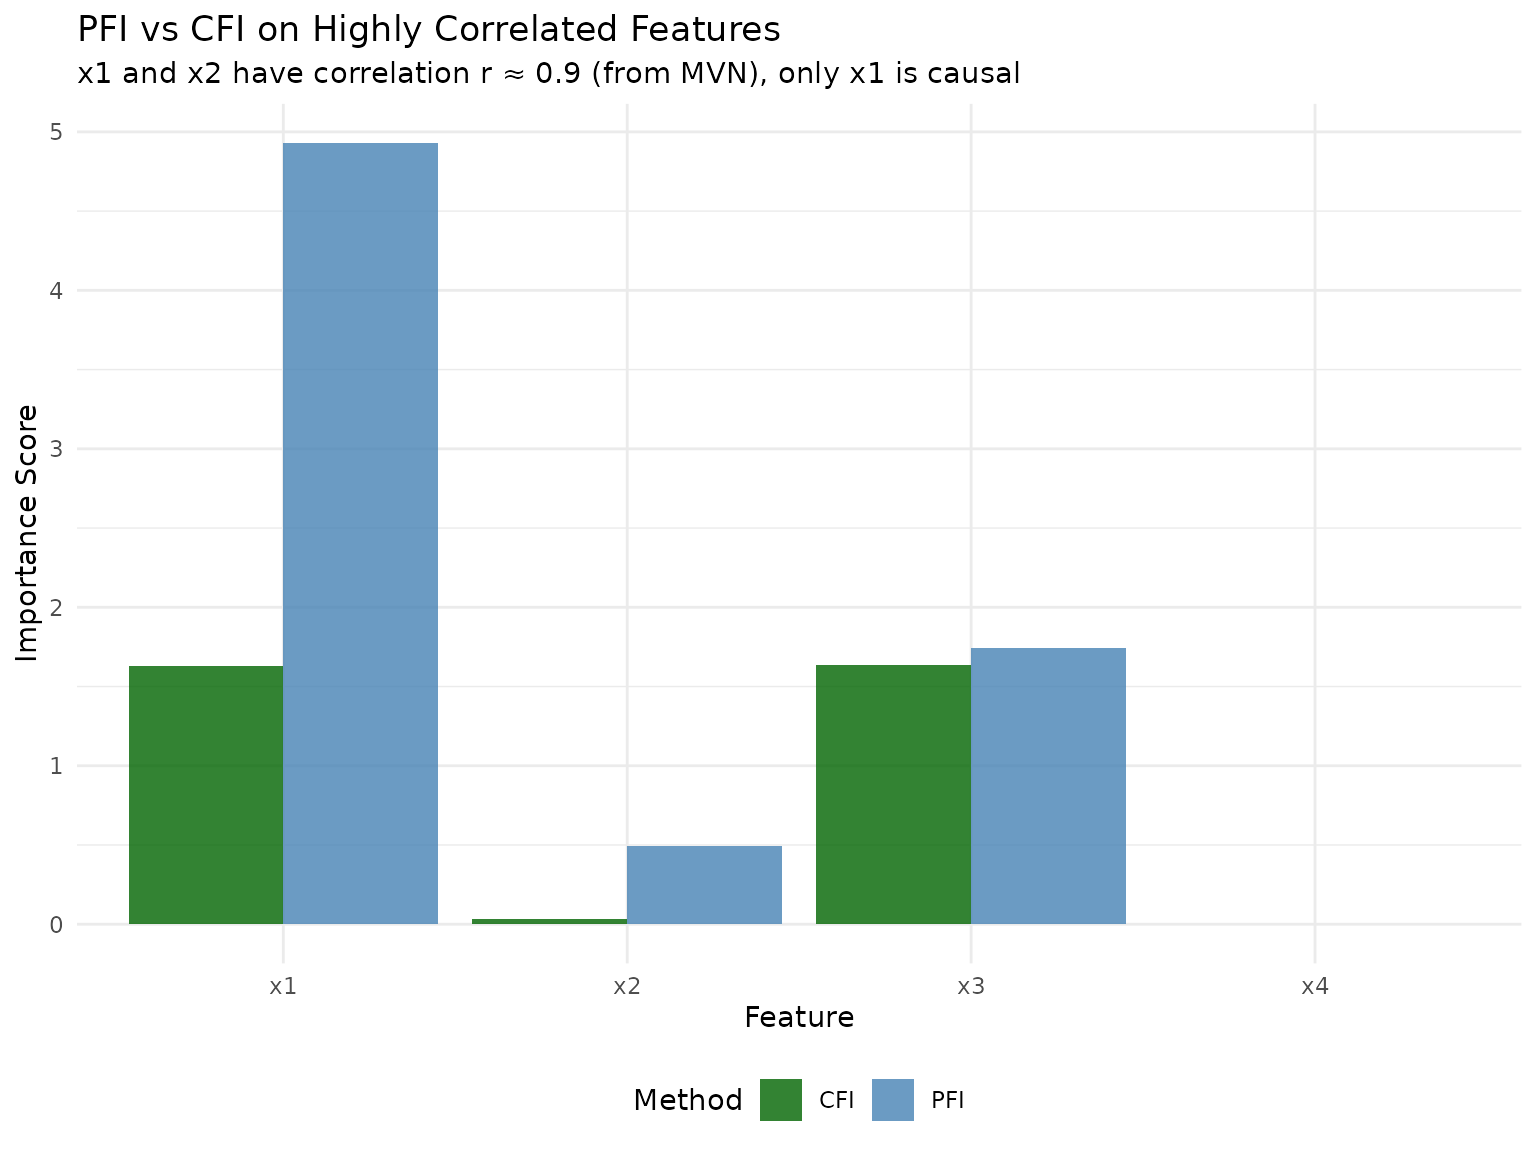 PFI vs CFI on Highly Correlated Features
x1 and x2 have correlation r ≈ 0.9 (from MVN), only x1 is causal
Importance Score
5
4
3
2
1
0
x1 x2 x3 x4
Feature
Method CFI PFI